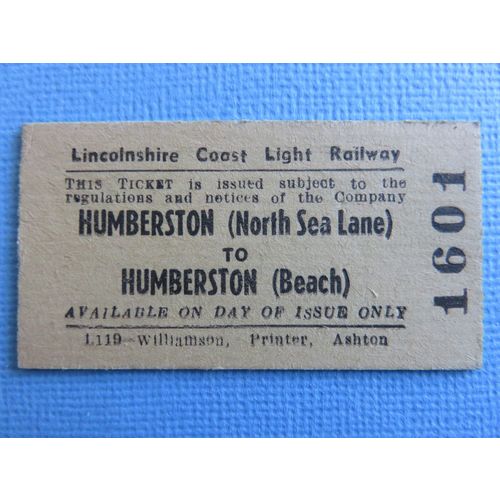 Lincolnshire Coast Light Railway
THIS TICKET is issued subject to the
regulations and notices of the Company
HUMBERSTON (North Sea Lane)
TO
HUMBERSTON (Beach)
AVAILABLE ON DAY OF ISSUE ONLY
L119—Williamson, Printer, Ashton
1601